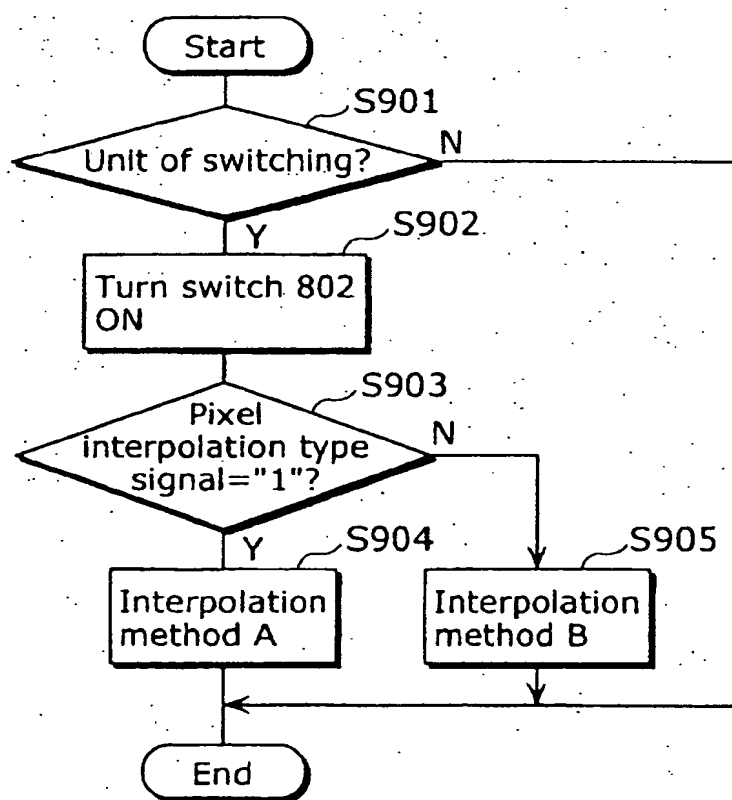 Start
S901
Unit of switching?
N
Y
S902
Turn switch 802
ON
S903
Pixel
interpolation type
signal="1"?
N
Y
S904
Interpolation
method A
S905
Interpolation
method B
End